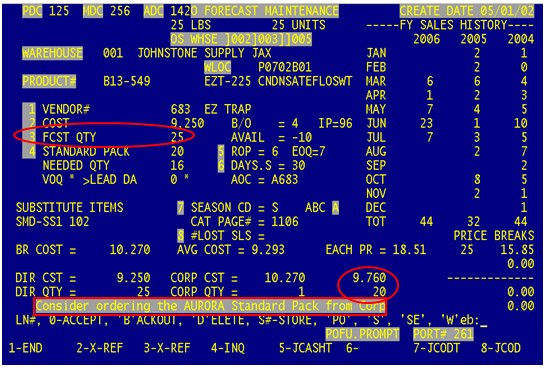 PDC 125 MDC 256 ADC 142O FORECAST MAINTENANCE CREATE DATE 05/01/02
25 LBS 25 UNITS -----FY SALES HISTORY----
OS WHSE ]002]003]]005 2006 2005 2004
WAREHOUSE 001 JOHNSTONE SUPPLY JAX JAN 2 1
WLOC P0702B01 FEB 2 0
PRODUCT# B13-549 EZT-225 CNDNSATEFLOSWT MAR 6 6 4
APR 1 2 3
1 VENDOR# 683 EZ TRAP MAY 7 4 5
2 COST 9.250 B/O = 4 IP=96 JUN 23 1 10
3 FCST QTY 25 AVAIL = -10 JUL 7 3 5
4 STANDARD PACK 20 5 ROP = 6 EOQ=7 AUG 2 7
NEEDED QTY 16 6 DAYS.S = 30 SEP 2
VOQ " >LEAD DA 0 " AOC = A683 OCT 8 5
NOV 2 1
SUBSTITUTE ITEMS 7 SEASON CD = S ABC A DEC 1
SMD-SS1 102 CAT PAGE# = 1106 TOT 44 32 44
8 #LOST SLS = PRICE BREAKS
BR COST = 10.270 AVG COST = 9.293 EACH PR = 18.51 25 15.85
0.00
DIR CST = 9.250 CORP CST = 10.270 9.760 ------------
DIR QTY = 25 CORP QTY = 1 20 0.00
Consider ordering the AURORA Standard Pack from Corp 0.00
LN#, 0-ACCEPT, 'B'ACKOUT, 'D'ELETE, S#-STORE, 'PO', 'S', 'SE', 'W'eb:_
POFU.PROMPT PORT# 261
1-END 2-X-REF 3-X-REF 4-INQ 5-JCASHT 6- 7-JCODT 8-JCOD